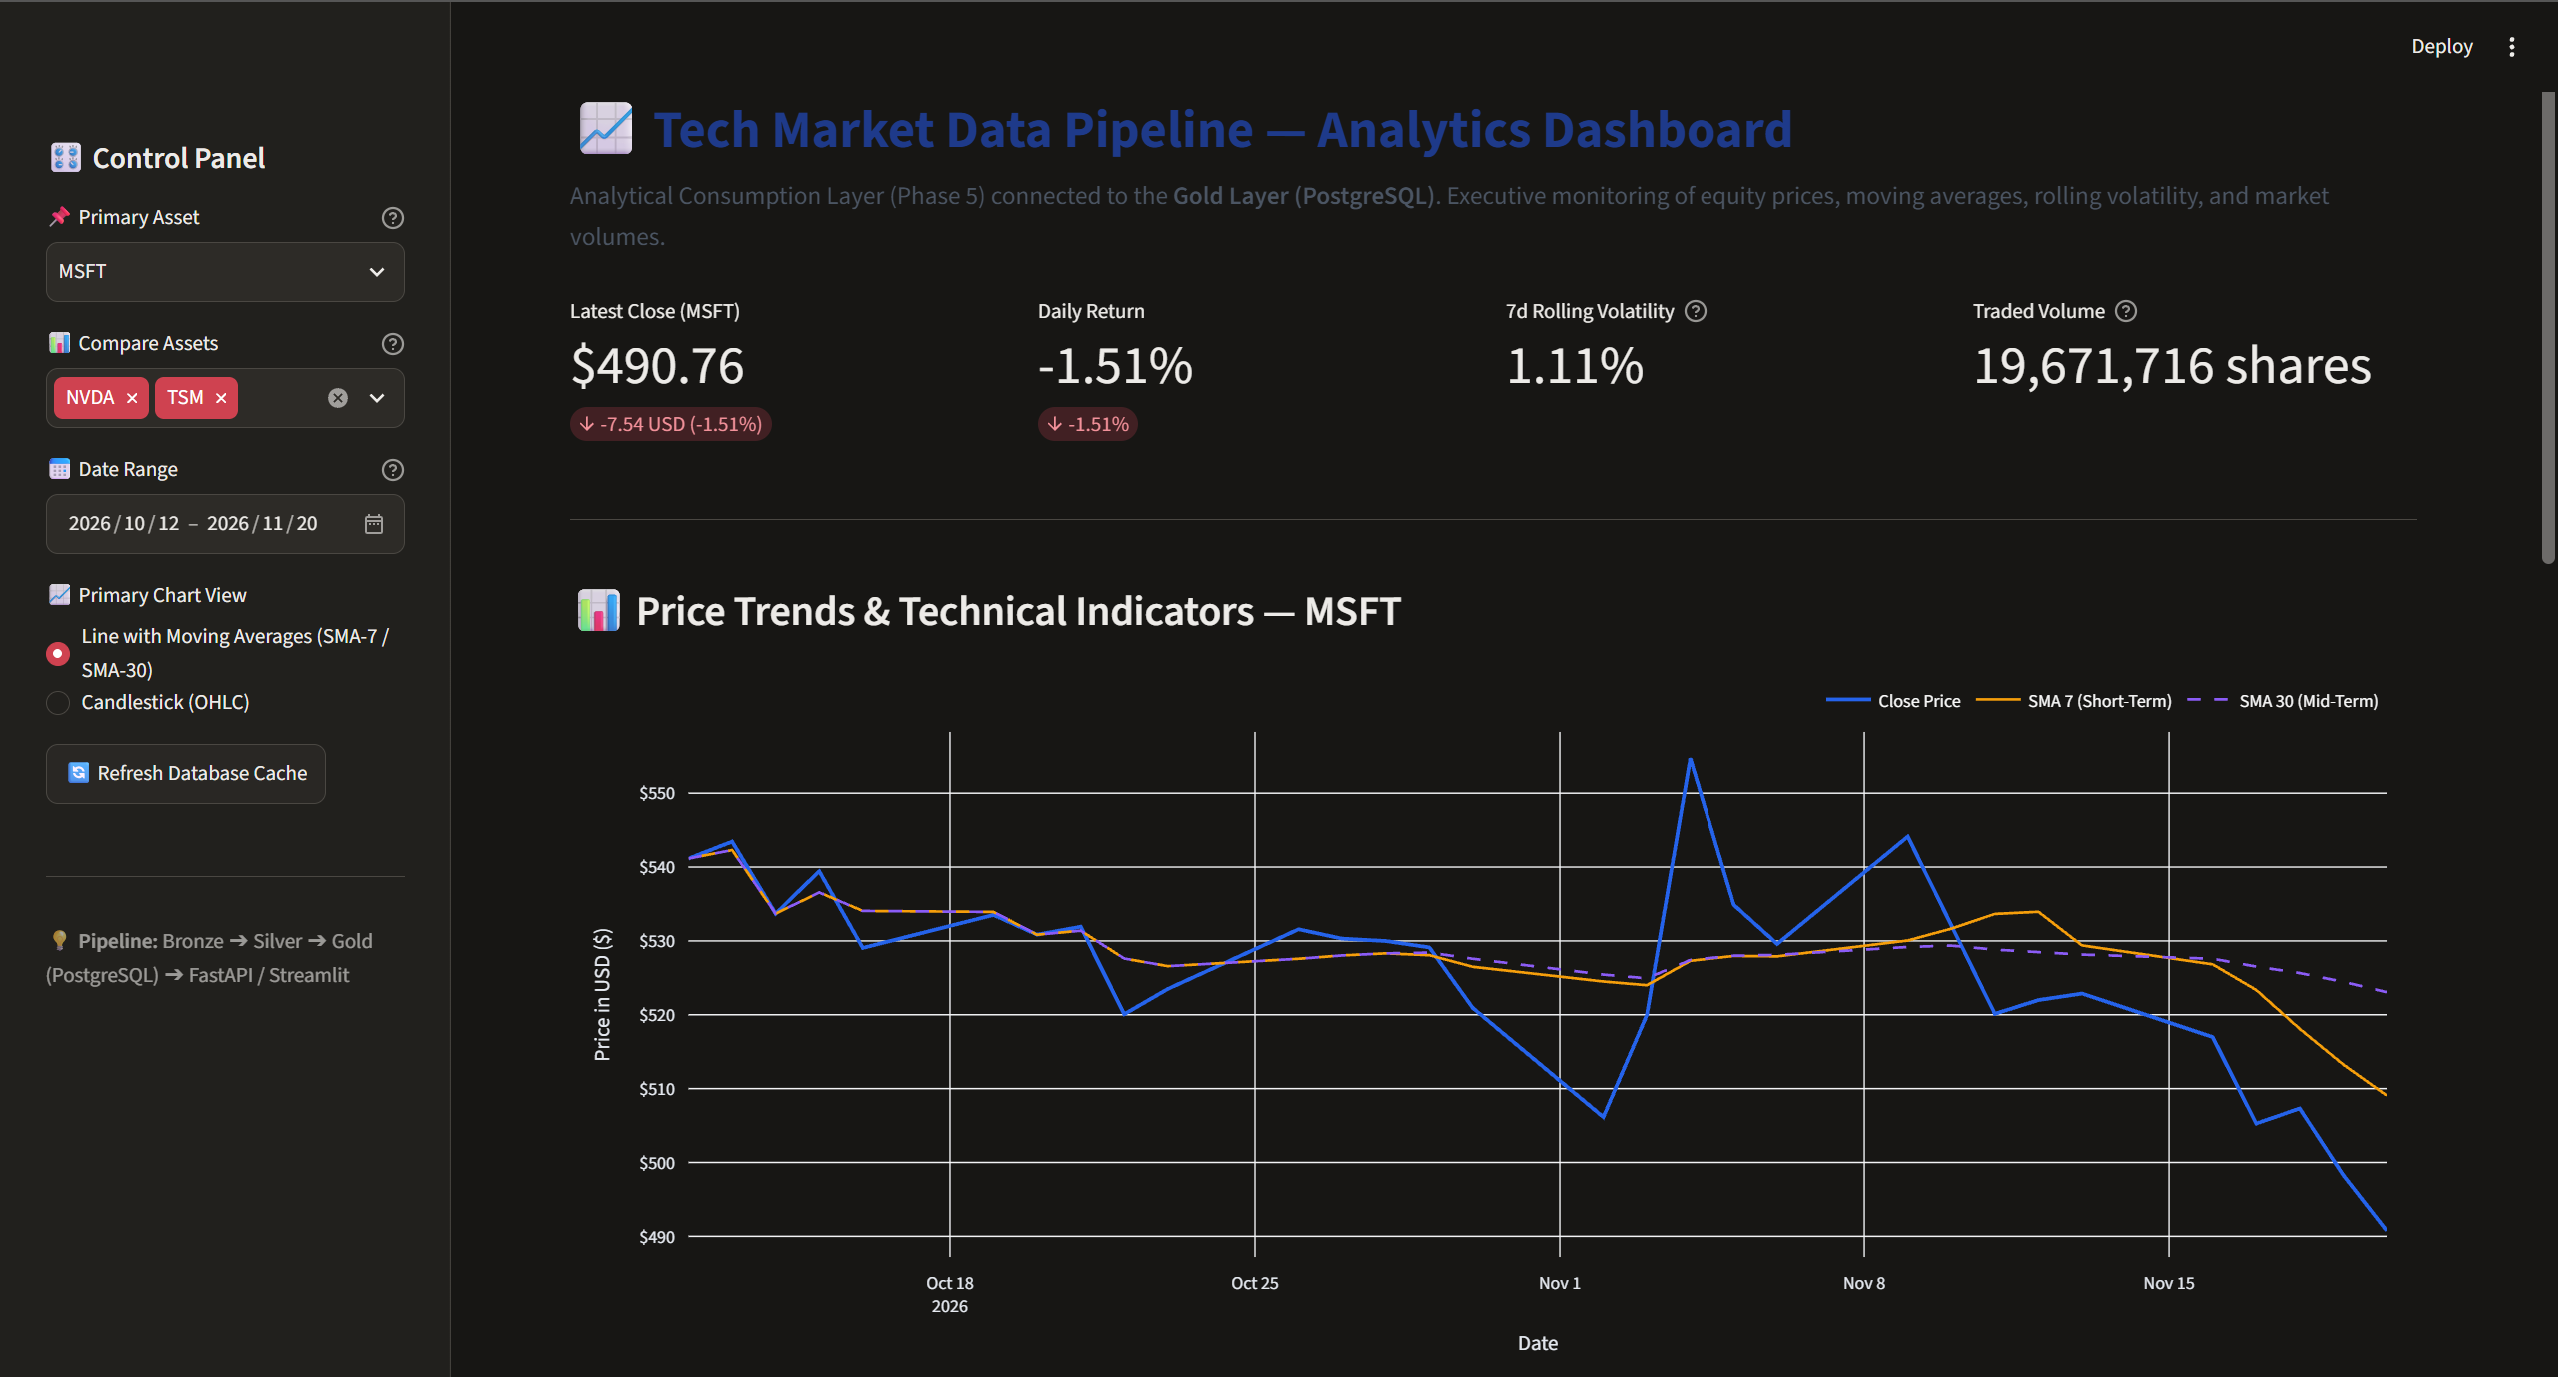 Deploy
Control Panel
Primary Asset
MSFT
Compare Assets
NVDA
TSM
Date Range
2026/10/12 – 2026/11/20
Primary Chart View
Line with Moving Averages (SMA-7 /
SMA-30)
Candlestick (OHLC)
Refresh Database Cache
Pipeline: Bronze ➔ Silver ➔ Gold
(PostgreSQL) ➔ FastAPI / Streamlit
Tech Market Data Pipeline — Analytics Dashboard
Analytical Consumption Layer (Phase 5) connected to the Gold Layer (PostgreSQL). Executive monitoring of equity prices, moving averages, rolling volatility, and market
volumes.
Latest Close (MSFT)
$490.76
↓ -7.54 USD (-1.51%)
Daily Return
-1.51%
↓ -1.51%
7d Rolling Volatility
1.11%
Traded Volume
19,671,716 shares
Price Trends & Technical Indicators — MSFT
Close Price
SMA 7 (Short-Term)
SMA 30 (Mid-Term)
Price in USD ($)
$550
$540
$530
$520
$510
$500
$490
Oct 18
2026
Oct 25
Nov 1
Nov 8
Nov 15
Date